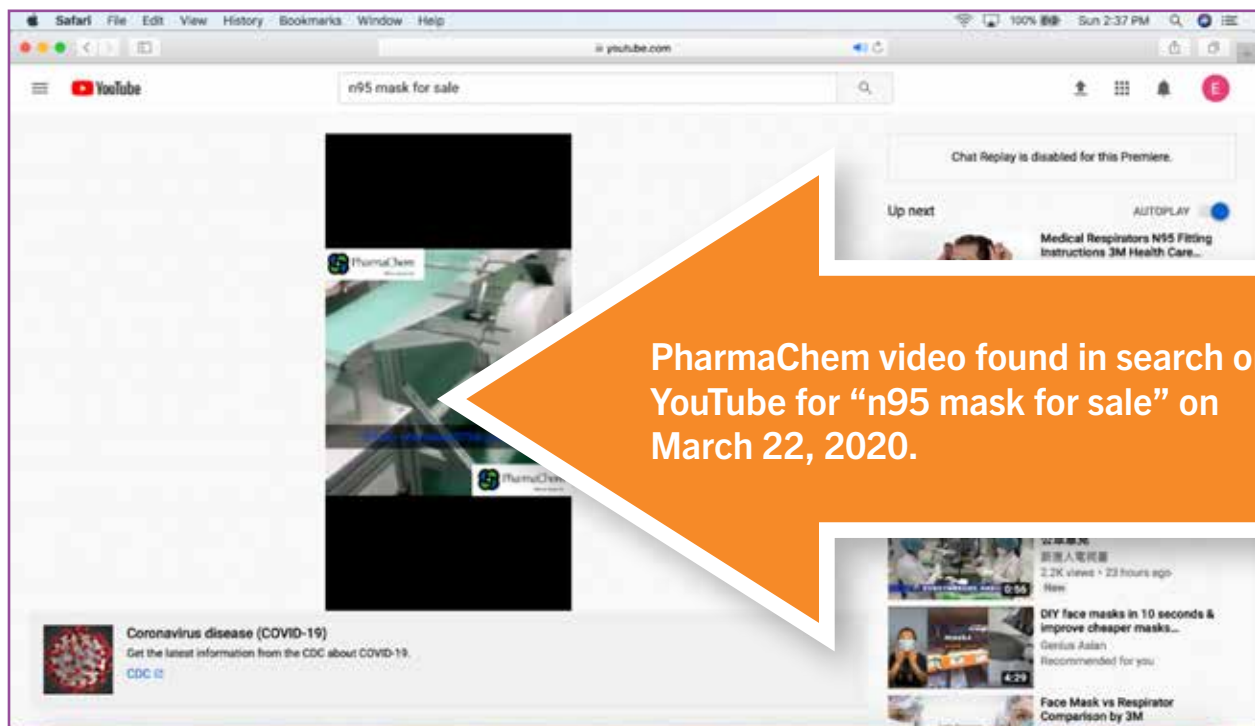 Safari File Edit View History Bookmarks Window Help
100% Sun 2:37 PM
youtube.com
YouTube
n95 mask for sale
E
Chat Replay is disabled for this Premiere.
Up next
AUTOPLAY
Medical Respirators N95 Fitting
Instructions 3M Health Care...
PharmaChem
PharmaChem video found in search o
YouTube for “n95 mask for sale” on
March 22, 2020.
PharmaChem
2.2K views • 23 hours ago
New
0:56
DIY face masks in 10 seconds &
improve cheaper masks...
Genius Asian
Recommended for you
4:29
Coronavirus disease (COVID-19)
Get the latest information from the CDC about COVID-19.
CDC
Face Mask vs Respirator
Comparison by 3M